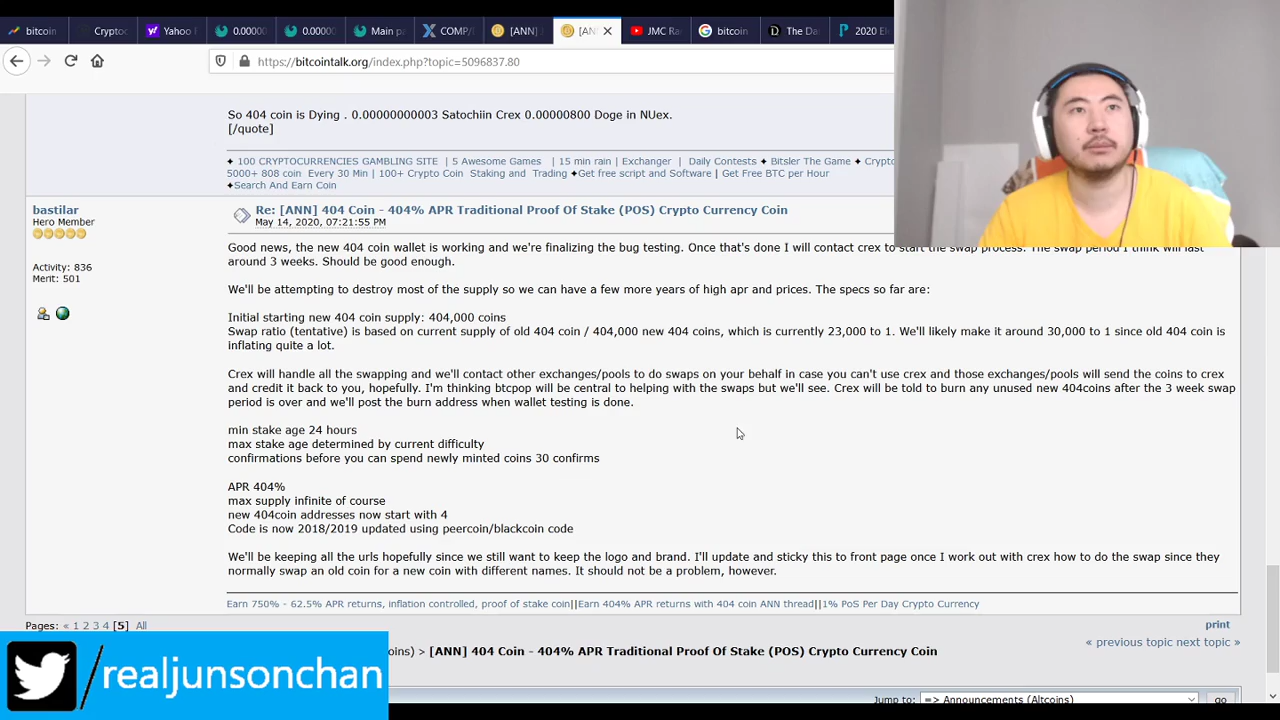 bitcoin
Cryptoc
Yahoo
0.00000
0.00000
Main pa
COMP/
[ANN]
[AN
JMC Ra
bitcoin
The Da
2020 El
https://bitcointalk.org/index.php?topic=5096837.80
So 404 coin is Dying . 0.00000000003 Satochiin Crex 0.00000800 Doge in NUex.
[/quote]
✦ 100 CRYPTOCURRENCIES GAMBLING SITE | 5 Awesome Games | 15 min rain | Exchanger | Daily Contests ✦ Bitsler The Game ✦ Crypto
5000+ 808 coin Every 30 Min | 100+ Crypto Coin Staking and Trading ✦Get free script and Software | Get Free BTC per Hour
✦Search And Earn Coin
bastilar
Hero Member
Activity: 836
Merit: 501
Re: [ANN] 404 Coin - 404% APR Traditional Proof Of Stake (POS) Crypto Currency Coin
May 14, 2020, 07:21:55 PM
Good news, the new 404 coin wallet is working and we're finalizing the bug testing. Once that's done I will contact crex to start the swap process. The swap period I think will last
around 3 weeks. Should be good enough.
We'll be attempting to destroy most of the supply so we can have a few more years of high apr and prices. The specs so far are:
Initial starting new 404 coin supply: 404,000 coins
Swap ratio (tentative) is based on current supply of old 404 coin / 404,000 new 404 coins, which is currently 23,000 to 1. We'll likely make it around 30,000 to 1 since old 404 coin is
inflating quite a lot.
Crex will handle all the swapping and we'll contact other exchanges/pools to do swaps on your behalf in case you can't use crex and those exchanges/pools will send the coins to crex
and credit it back to you, hopefully. I'm thinking btcpop will be central to helping with the swaps but we'll see. Crex will be told to burn any unused new 404coins after the 3 week swap
period is over and we'll post the burn address when wallet testing is done.
min stake age 24 hours
max stake age determined by current difficulty
confirmations before you can spend newly minted coins 30 confirms
APR 404%
max supply infinite of course
new 404coin addresses now start with 4
Code is now 2018/2019 updated using peercoin/blackcoin code
We'll be keeping all the urls hopefully since we still want to keep the logo and brand. I'll update and sticky this to front page once I work out with crex how to do the swap since they
normally swap an old coin for a new coin with different names. It should not be a problem, however.
Earn 750% - 62.5% APR returns, inflation controlled, proof of stake coin||Earn 404% APR returns with 404 coin ANN thread||1% PoS Per Day Crypto Currency
Pages: « 1 2 3 4 [5] All
print
« previous topic next topic »
oins) > [ANN] 404 Coin - 404% APR Traditional Proof Of Stake (POS) Crypto Currency Coin
Jump to: => Announcements (Altcoins) go
/realjunsonchan